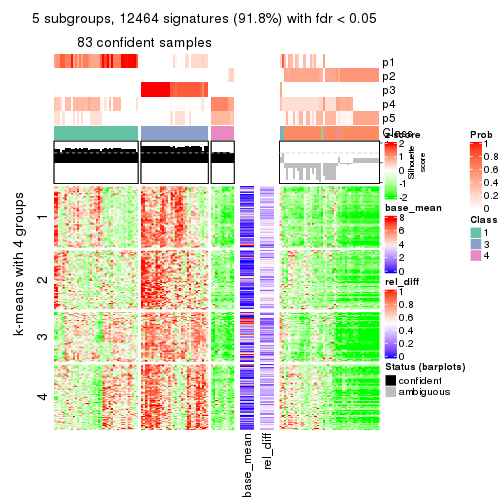 5 subgroups, 12464 signatures (91.8%) with fdr < 0.05
83 confident samples
p1
p2
p3
p4
p5
Class
1
2
3
4
k-means with 4 groups
base_mean
rel_diff
Silhouette
score
z-score
2
1
0
-1
-2
base_mean
8
6
4
2
0
rel_diff
1
0.8
0.6
0.4
0.2
0
Status (barplots)
confident
ambiguous
Prob
1
0.8
0.6
0.4
0.2
0
Class
1
3
4